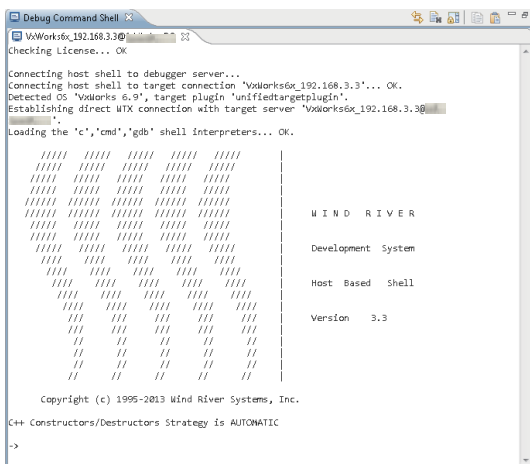 Debug Command Shell
VxWorks6x_192.168.3.3@
Checking License... OK
Connecting host shell to debugger server...
Connecting host shell to target connection 'VxWorks6x_192.168.3.3'... OK.
Detected OS 'VxWorks 6.9', target plugin 'unifiedtargetplugin'.
Establishing direct WTX connection with target server 'VxWorks6x_192.168.3.3@
'.
Loading the 'c','cmd','gdb' shell interpreters... OK.
W I N D   R I V E R
Development System
Host Based Shell
Version 3.3
Copyright (c) 1995-2013 Wind River Systems, Inc.
C++ Constructors/Destructors Strategy is AUTOMATIC
->